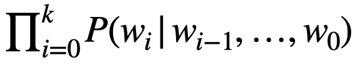 ∏_{i=0}^{k} P(w_i | w_{i−1}, …, w_0)